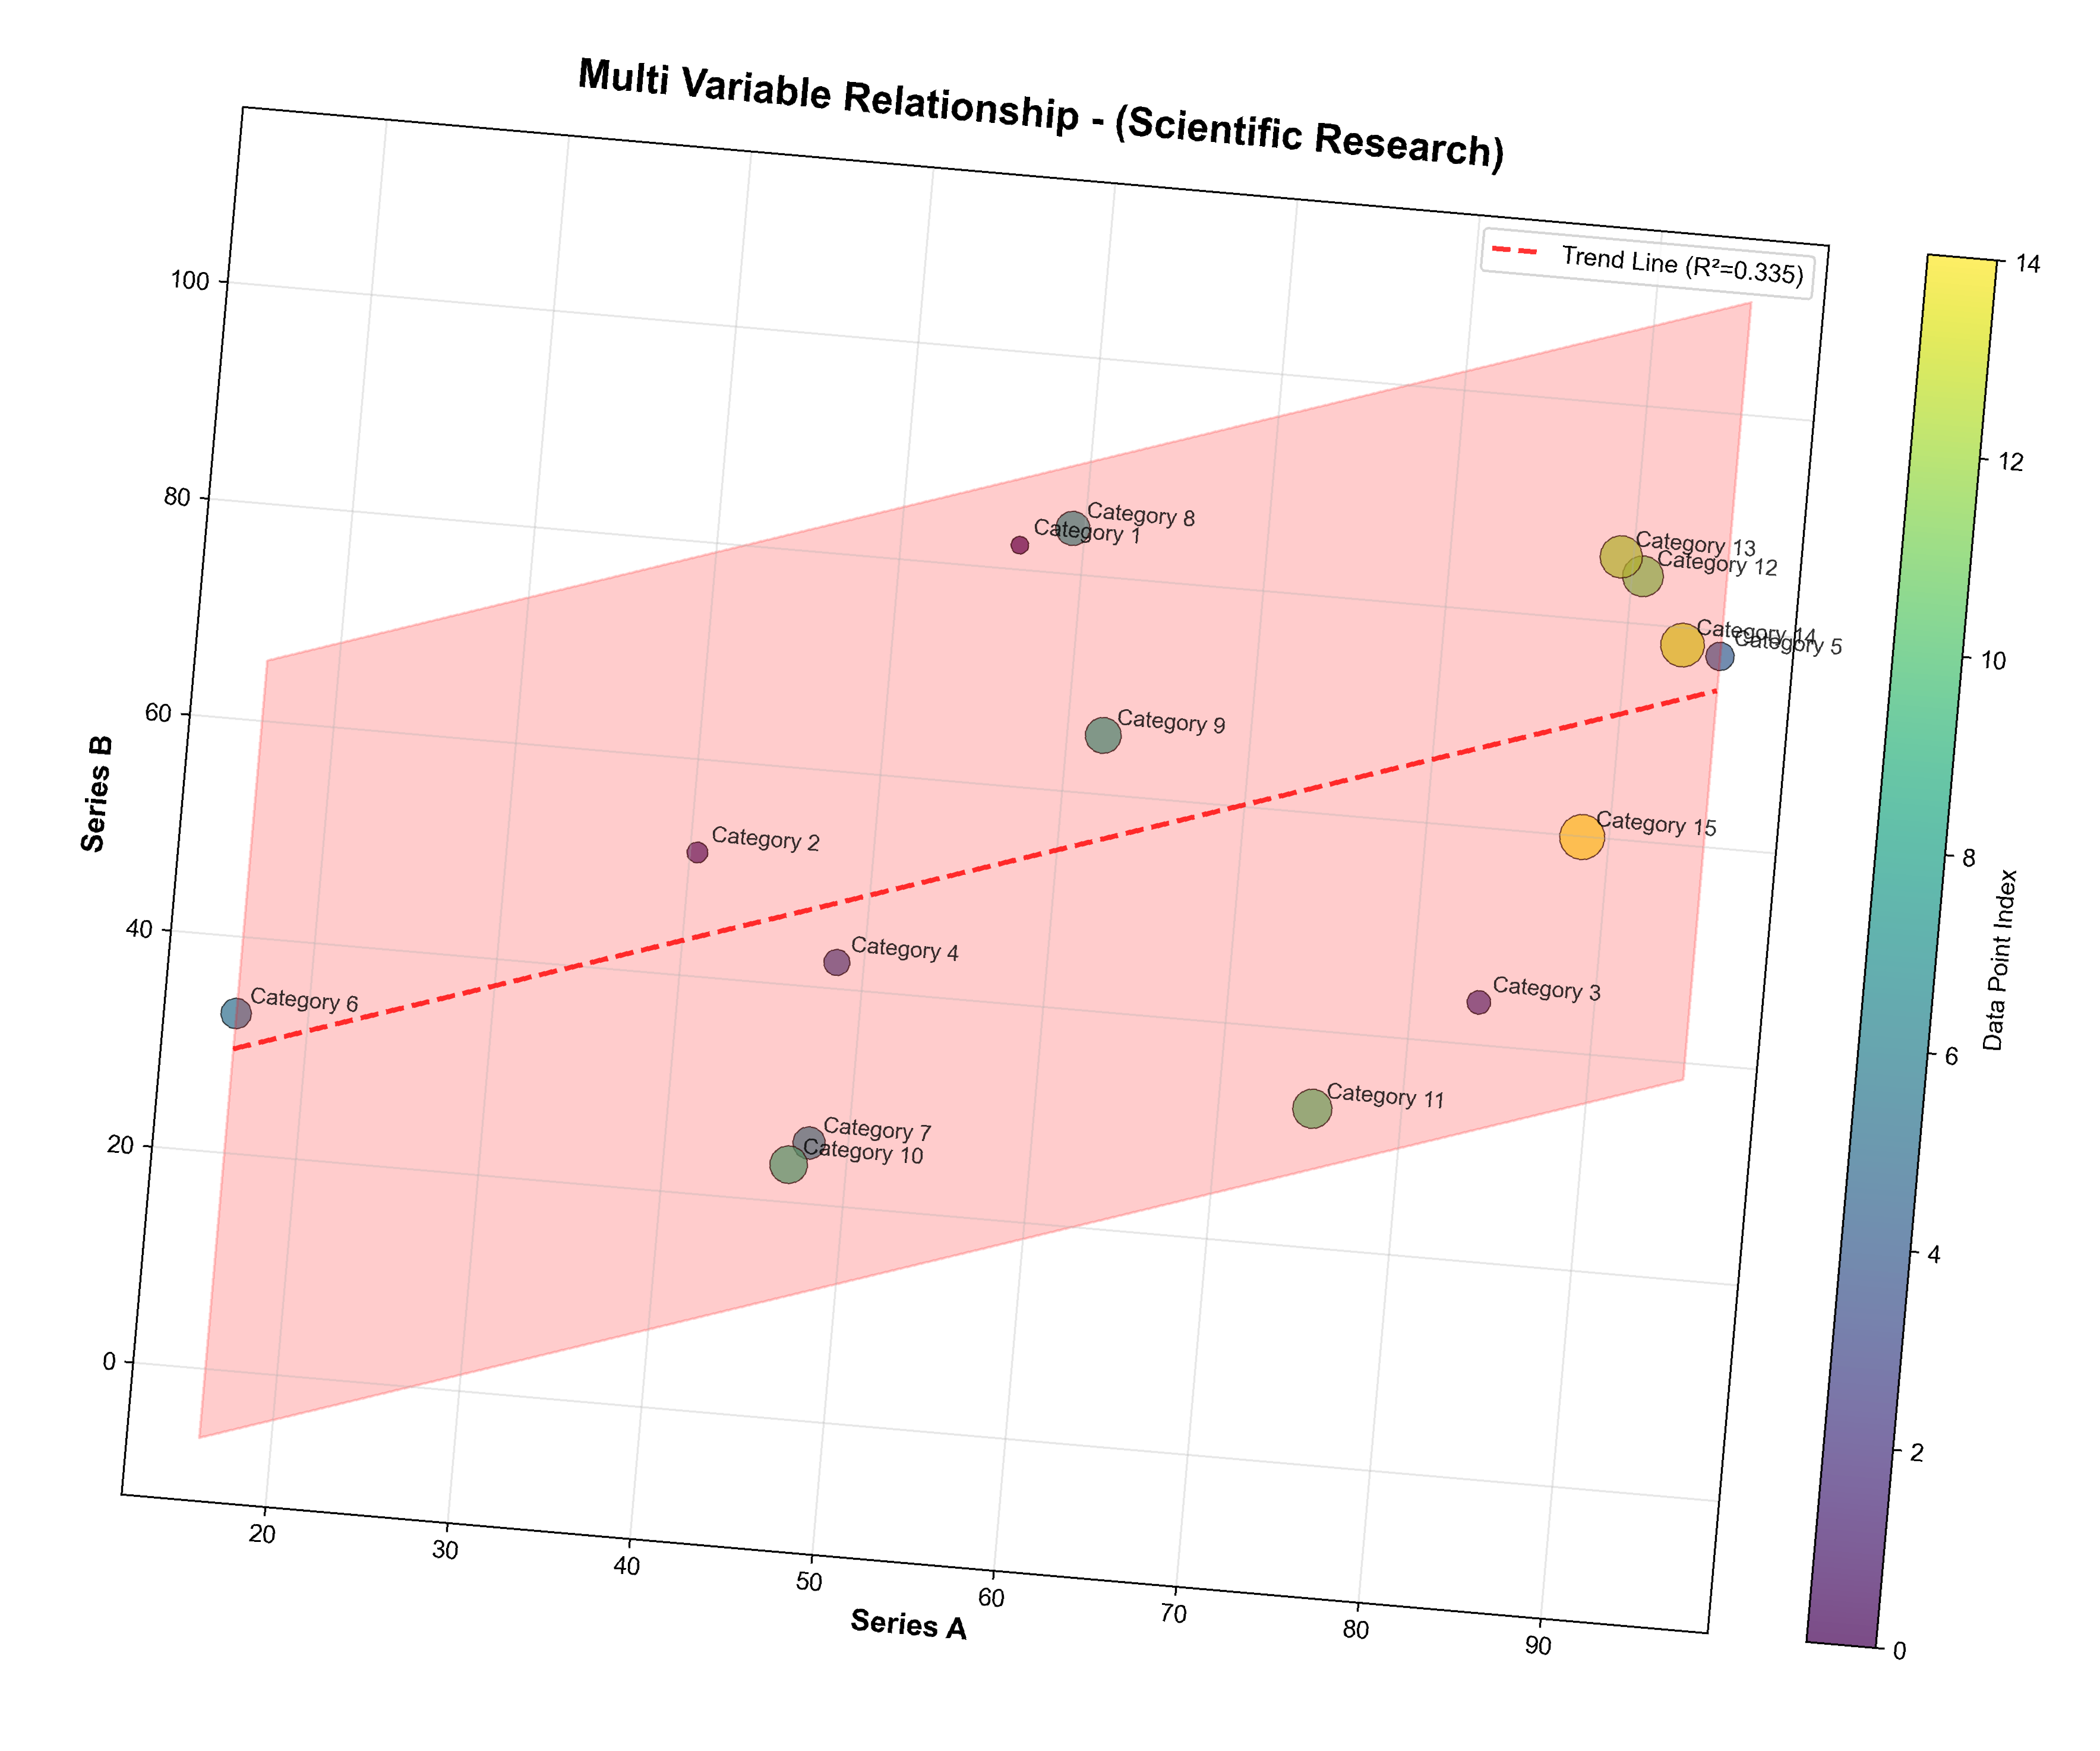 Multi Variable Relationship - (Scientific Research)
Trend Line (R²=0.335)
Series B
100
80
60
40
20
0
Category 8
Category 1
Category 13
Category 12
Category 14
Category 5
Category 9
Category 15
Category 2
Category 4
Category 3
Category 6
Category 11
Category 7
Category 10
20
30
40
50
60
70
80
90
Series A
14
12
10
8
6
4
2
0
Data Point Index